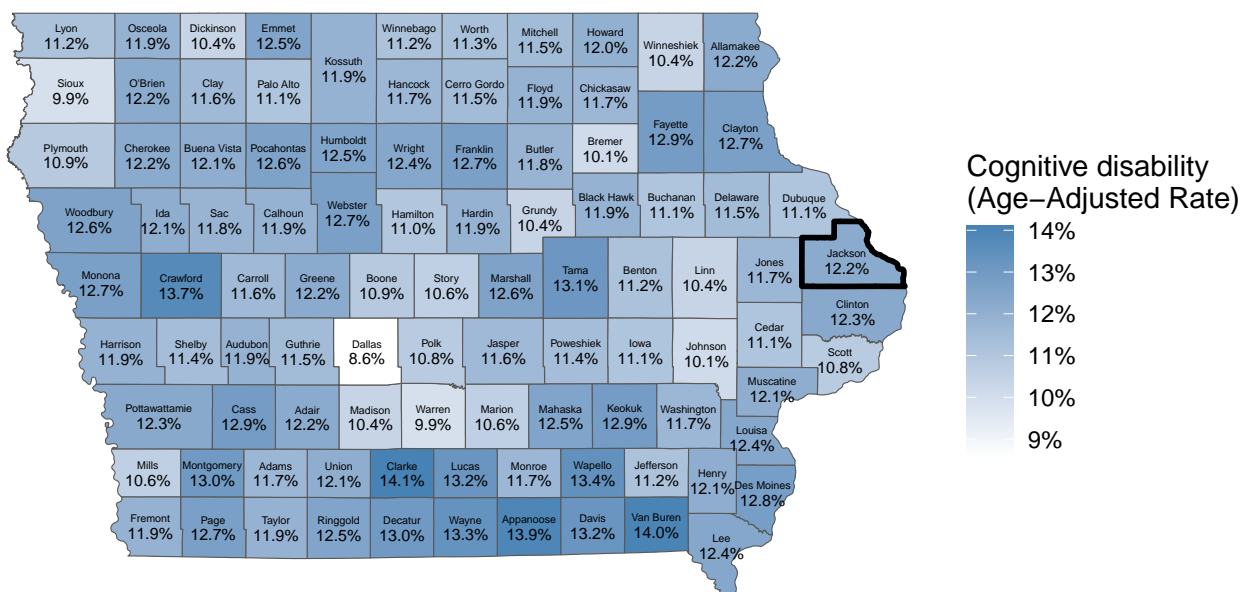 Lyon
11.2%
Osceola
11.9%
Dickinson
10.4%
Emmet
12.5%
Kossuth
11.9%
Winnebago
11.2%
Worth
11.3%
Mitchell
11.5%
Howard
12.0%
Winneshiek
10.4%
Allamakee
12.2%
Sioux
9.9%
O'Brien
12.2%
Clay
11.6%
Palo Alto
11.1%
Hancock
11.7%
Cerro Gordo
11.5%
Floyd
11.9%
Chickasaw
11.7%
Fayette
12.9%
Clayton
12.7%
Plymouth
10.9%
Cherokee
12.2%
Buena Vista
12.1%
Pocahontas
12.6%
Humboldt
12.5%
Wright
12.4%
Franklin
12.7%
Butler
11.8%
Bremer
10.1%
Woodbury
12.6%
Ida
12.1%
Sac
11.8%
Calhoun
11.9%
Webster
12.7%
Hamilton
11.0%
Hardin
11.9%
Grundy
10.4%
Black Hawk
11.9%
Buchanan
11.1%
Delaware
11.5%
Dubuque
11.1%
Monona
12.7%
Crawford
13.7%
Carroll
11.6%
Greene
12.2%
Boone
10.9%
Story
10.6%
Marshall
12.6%
Tama
13.1%
Benton
11.2%
Linn
10.4%
Jones
11.7%
Jackson
12.2%
Clinton
12.3%
Harrison
11.9%
Shelby
11.4%
Audubon
11.9%
Guthrie
11.5%
Dallas
8.6%
Polk
10.8%
Jasper
11.6%
Poweshiek
11.4%
Iowa
11.1%
Johnson
10.1%
Cedar
11.1%
Scott
10.8%
Muscatine
12.1%
Pottawattamie
12.3%
Cass
12.9%
Adair
12.2%
Madison
10.4%
Warren
9.9%
Marion
10.6%
Mahaska
12.5%
Keokuk
12.9%
Washington
11.7%
Louisa
12.4%
Mills
10.6%
Montgomery
13.0%
Adams
11.7%
Union
12.1%
Clarke
14.1%
Lucas
13.2%
Monroe
11.7%
Wapello
13.4%
Jefferson
11.2%
Henry
12.1%
Des Moines
12.8%
Fremont
11.9%
Page
12.7%
Taylor
11.9%
Ringgold
12.5%
Decatur
13.0%
Wayne
13.3%
Appanoose
13.9%
Davis
13.2%
Van Buren
14.0%
Lee
12.4%
Cognitive disability
(Age−Adjusted Rate)
14%
13%
12%
11%
10%
9%